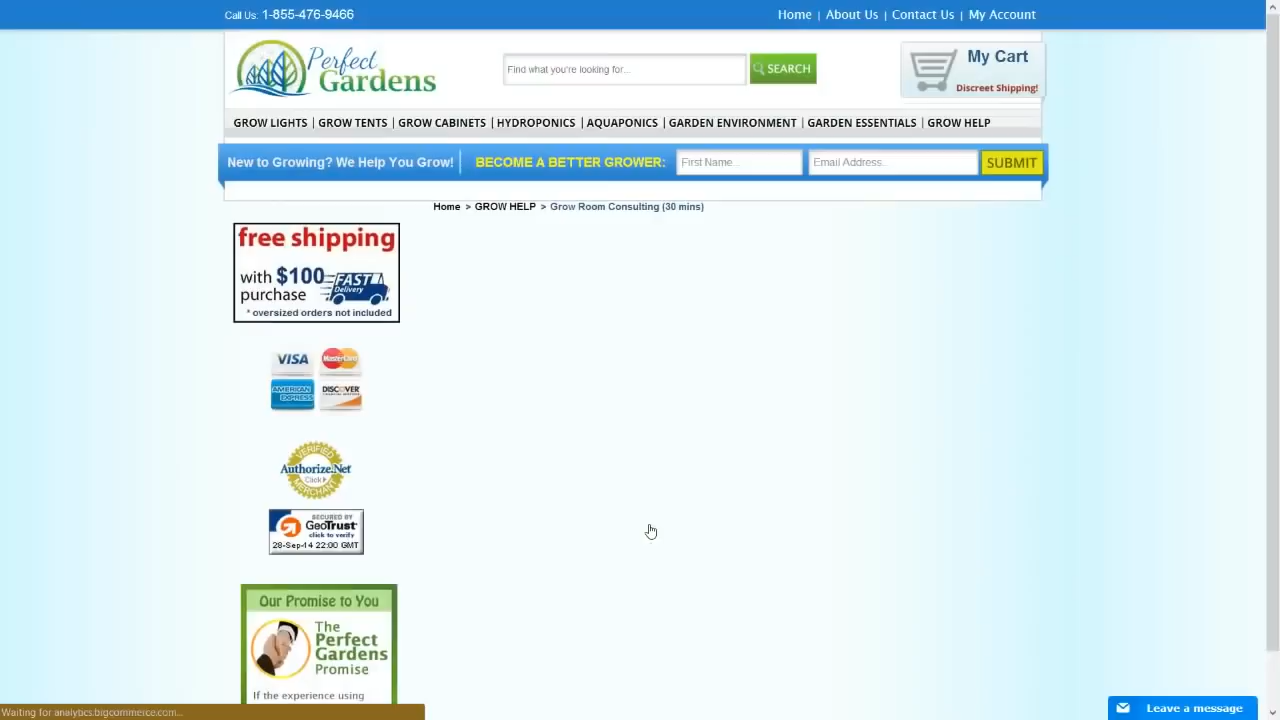 Call Us: 1-855-476-9466
Home | About Us | Contact Us | My Account
Perfect
Gardens
Find what you're looking for...
SEARCH
My Cart
Discreet Shipping!
GROW LIGHTS | GROW TENTS | GROW CABINETS | HYDROPONICS | AQUAPONICS | GARDEN ENVIRONMENT | GARDEN ESSENTIALS | GROW HELP
New to Growing? We Help You Grow! BECOME A BETTER GROWER: First Name... Email Address.. SUBMIT
Home > GROW HELP > Grow Room Consulting (30 mins)
free shipping
with $100
purchase
FAST
Delivery
* oversized orders not included
VISA
MasterCard
AMERICAN
EXPRESS
DISCOVER
VERIFIED
Authorize.Net
Click
MERCHANT
SECURED BY
GeoTrust
click to verify
28-Sep-14 22:00 GMT
Our Promise to You
The
Perfect
Gardens
Promise
If the experience using
Waiting for analytics.bigcommerce.com...
Leave a message